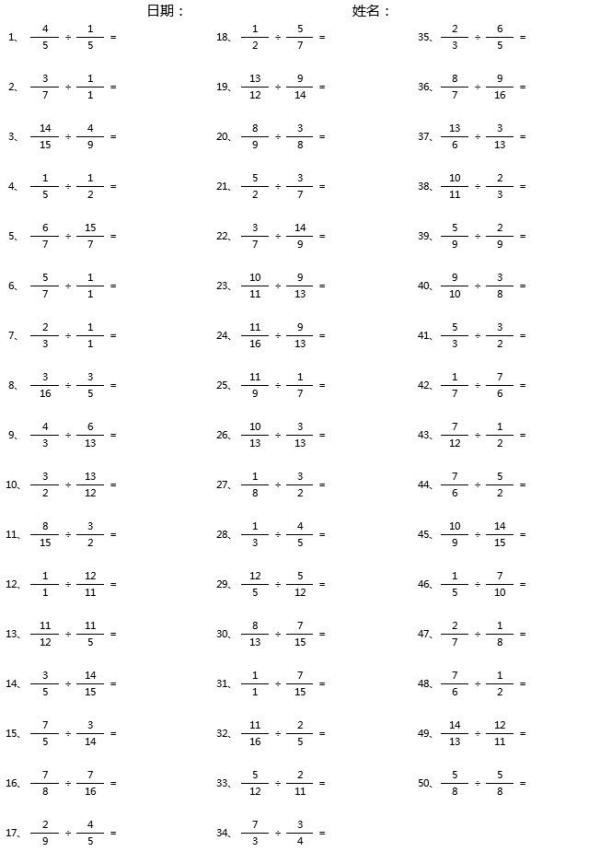 日期： 姓名：
1、 4/5 ÷ 1/5 = 18、 1/2 ÷ 5/7 = 35、 2/3 ÷ 6/5 =
2、 3/7 ÷ 1/1 = 19、 13/12 ÷ 9/14 = 36、 8/7 ÷ 9/16 =
3、 14/15 ÷ 4/9 = 20、 8/9 ÷ 3/8 = 37、 13/6 ÷ 3/13 =
4、 1/5 ÷ 1/2 = 21、 5/2 ÷ 3/7 = 38、 10/11 ÷ 2/3 =
5、 6/7 ÷ 15/7 = 22、 3/7 ÷ 14/9 = 39、 5/9 ÷ 2/9 =
6、 5/7 ÷ 1/1 = 23、 10/11 ÷ 9/13 = 40、 9/10 ÷ 3/8 =
7、 2/3 ÷ 1/1 = 24、 11/16 ÷ 9/13 = 41、 5/3 ÷ 3/2 =
8、 3/16 ÷ 3/5 = 25、 11/9 ÷ 1/7 = 42、 1/7 ÷ 7/6 =
9、 4/3 ÷ 6/13 = 26、 10/13 ÷ 3/13 = 43、 7/12 ÷ 1/2 =
10、 3/2 ÷ 13/12 = 27、 1/8 ÷ 3/2 = 44、 7/6 ÷ 5/2 =
11、 8/15 ÷ 3/2 = 28、 1/3 ÷ 4/5 = 45、 10/9 ÷ 14/15 =
12、 1/1 ÷ 12/11 = 29、 12/5 ÷ 5/12 = 46、 1/5 ÷ 7/10 =
13、 11/12 ÷ 11/5 = 30、 8/13 ÷ 7/15 = 47、 2/7 ÷ 1/8 =
14、 3/5 ÷ 14/15 = 31、 1/1 ÷ 7/15 = 48、 7/6 ÷ 1/2 =
15、 7/5 ÷ 3/14 = 32、 11/16 ÷ 2/5 = 49、 14/13 ÷ 12/11 =
16、 7/8 ÷ 7/16 = 33、 5/12 ÷ 2/11 = 50、 5/8 ÷ 5/8 =
17、 2/9 ÷ 4/5 = 34、 7/3 ÷ 3/4 =